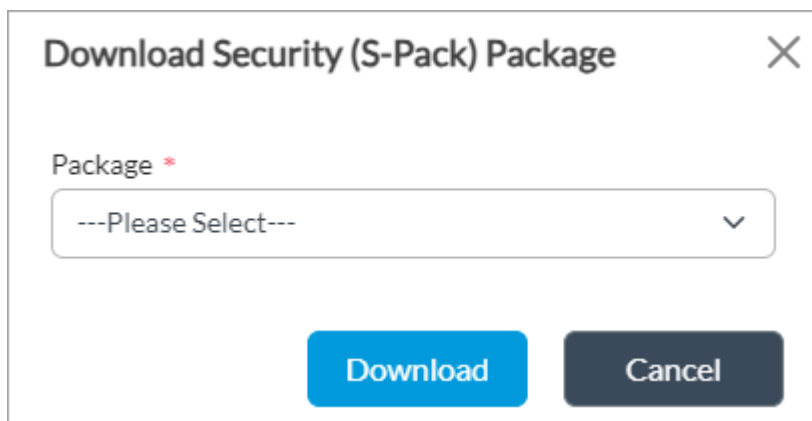 Download Security (S-Pack) Package
Package *
---Please Select---
Download
Cancel